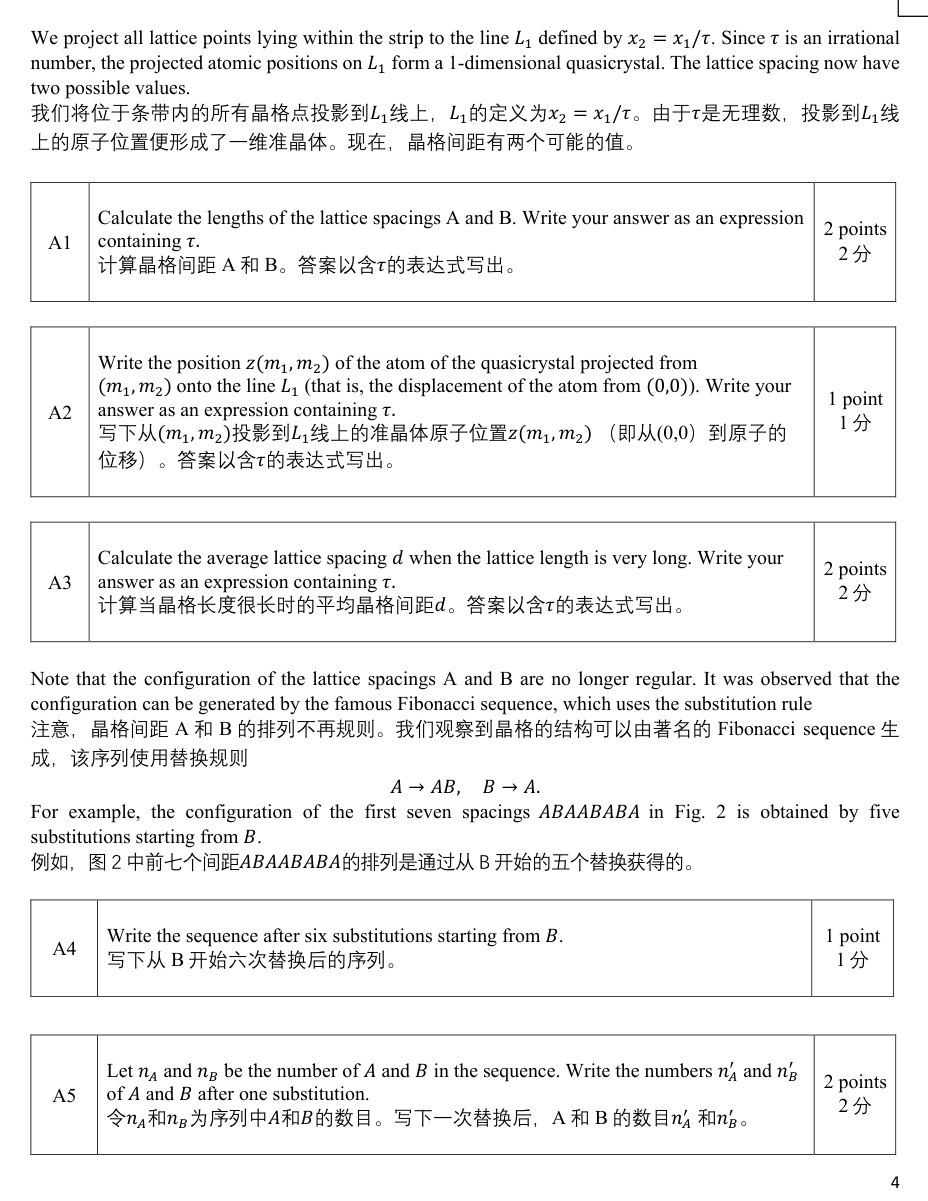 We project all lattice points lying within the strip to the line L₁ defined by x₂ = x₁/τ. Since τ is an irrational
number, the projected atomic positions on L₁ form a 1-dimensional quasicrystal. The lattice spacing now have
two possible values.
我们将位于条带内的所有晶格点投影到L₁线上，L₁的定义为x₂ = x₁/τ。由于τ是无理数，投影到L₁线
上的原子位置便形成了一维准晶体。现在，晶格间距有两个可能的值。
A1
Calculate the lengths of the lattice spacings A and B. Write your answer as an expression
containing τ.
计算晶格间距 A 和 B。答案以含τ的表达式写出。
2 points
2 分
A2
Write the position z(m₁, m₂) of the atom of the quasicrystal projected from
(m₁, m₂) onto the line L₁ (that is, the displacement of the atom from (0,0)). Write your
answer as an expression containing τ.
写下从(m₁, m₂)投影到L₁线上的准晶体原子位置z(m₁, m₂) （即从(0,0）到原子的
位移）。答案以含τ的表达式写出。
1 point
1 分
A3
Calculate the average lattice spacing d when the lattice length is very long. Write your
answer as an expression containing τ.
计算当晶格长度很长时的平均晶格间距d。答案以含τ的表达式写出。
2 points
2 分
Note that the configuration of the lattice spacings A and B are no longer regular. It was observed that the
configuration can be generated by the famous Fibonacci sequence, which uses the substitution rule
注意，晶格间距 A 和 B 的排列不再规则。我们观察到晶格的结构可以由著名的 Fibonacci sequence 生
成，该序列使用替换规则
A → AB, B → A.
For example, the configuration of the first seven spacings ABAABABA in Fig. 2 is obtained by five
substitutions starting from B.
例如，图 2 中前七个间距ABAABABA的排列是通过从 B 开始的五个替换获得的。
A4
Write the sequence after six substitutions starting from B.
写下从 B 开始六次替换后的序列。
1 point
1 分
A5
Let n_A and n_B be the number of A and B in the sequence. Write the numbers n′_A and n′_B
of A and B after one substitution.
令n_A和n_B为序列中A和B的数目。写下一次替换后，A 和 B 的数目n′_A 和n′_B。
2 points
2 分
4